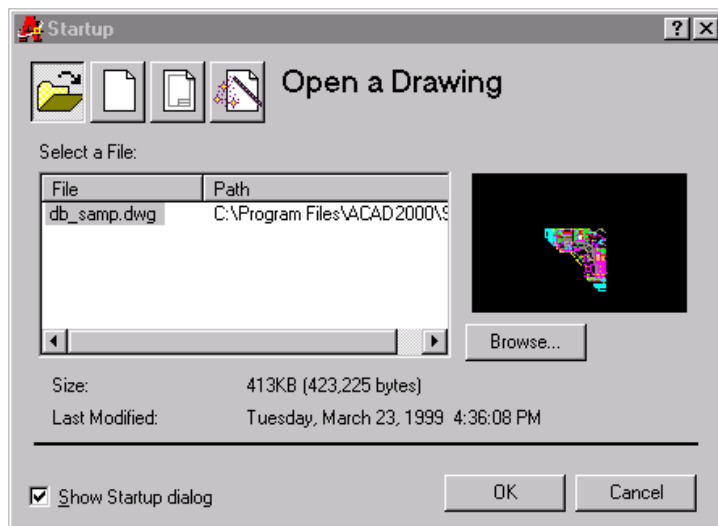 Startup
Open a Drawing
Select a File:
File Path
db_samp.dwg C:\Program Files\ACAD2000\S
Browse...
Size: 413KB (423,225 bytes)
Last Modified: Tuesday, March 23, 1999 4:36:08 PM
Show Startup dialog
OK Cancel